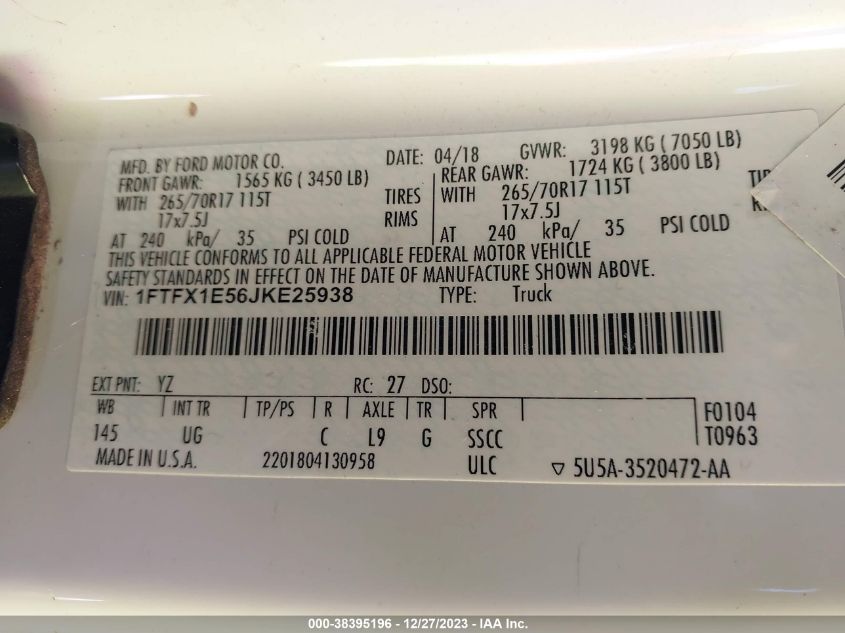 MFD. BY FORD MOTOR CO. DATE: 04/18 GVWR: 3198 KG ( 7050 LB)
FRONT GAWR: 1565 KG ( 3450 LB) REAR GAWR: 1724 KG ( 3800 LB)
WITH 265/70R17 115T TIRES WITH 265/70R17 115T
17x7.5J RIMS 17x7.5J
AT 240 kPa/ 35 PSI COLD AT 240 kPa/ 35 PSI COLD
THIS VEHICLE CONFORMS TO ALL APPLICABLE FEDERAL MOTOR VEHICLE
SAFETY STANDARDS IN EFFECT ON THE DATE OF MANUFACTURE SHOWN ABOVE.
VIN: 1FTFX1E56JKE25938 TYPE: Truck
EXT PNT: YZ RC: 27 DSO:
WB INT TR TP/PS R AXLE TR SPR F0104
145 UG C L9 G SSCC T0963
MADE IN U.S.A. 2201804130958 ULC 5U5A-3520472-AA
000-38395196 - 12/27/2023 - IAA Inc.